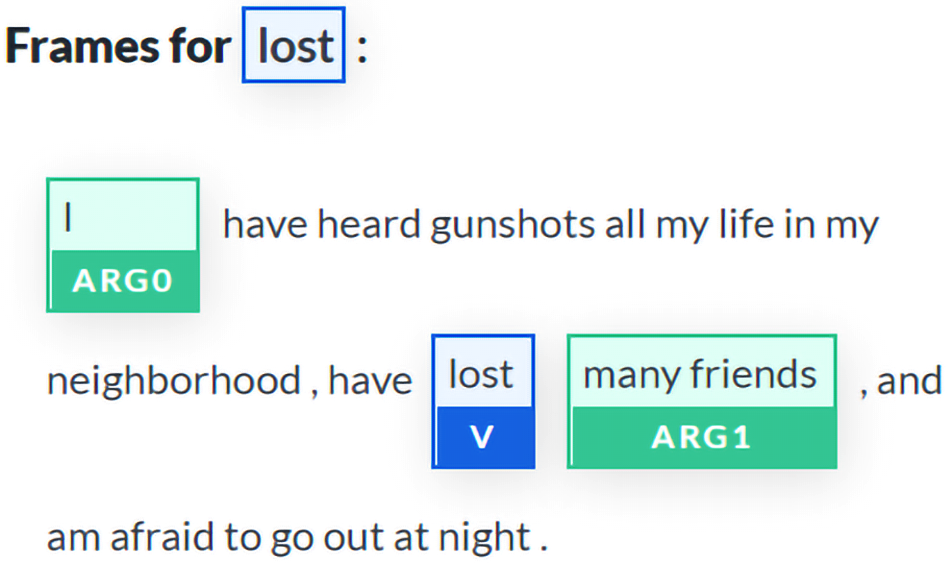 Frames for lost :
I have heard gunshots all my life in my
ARG0
neighborhood , have lost many friends , and
V ARG1
am afraid to go out at night .